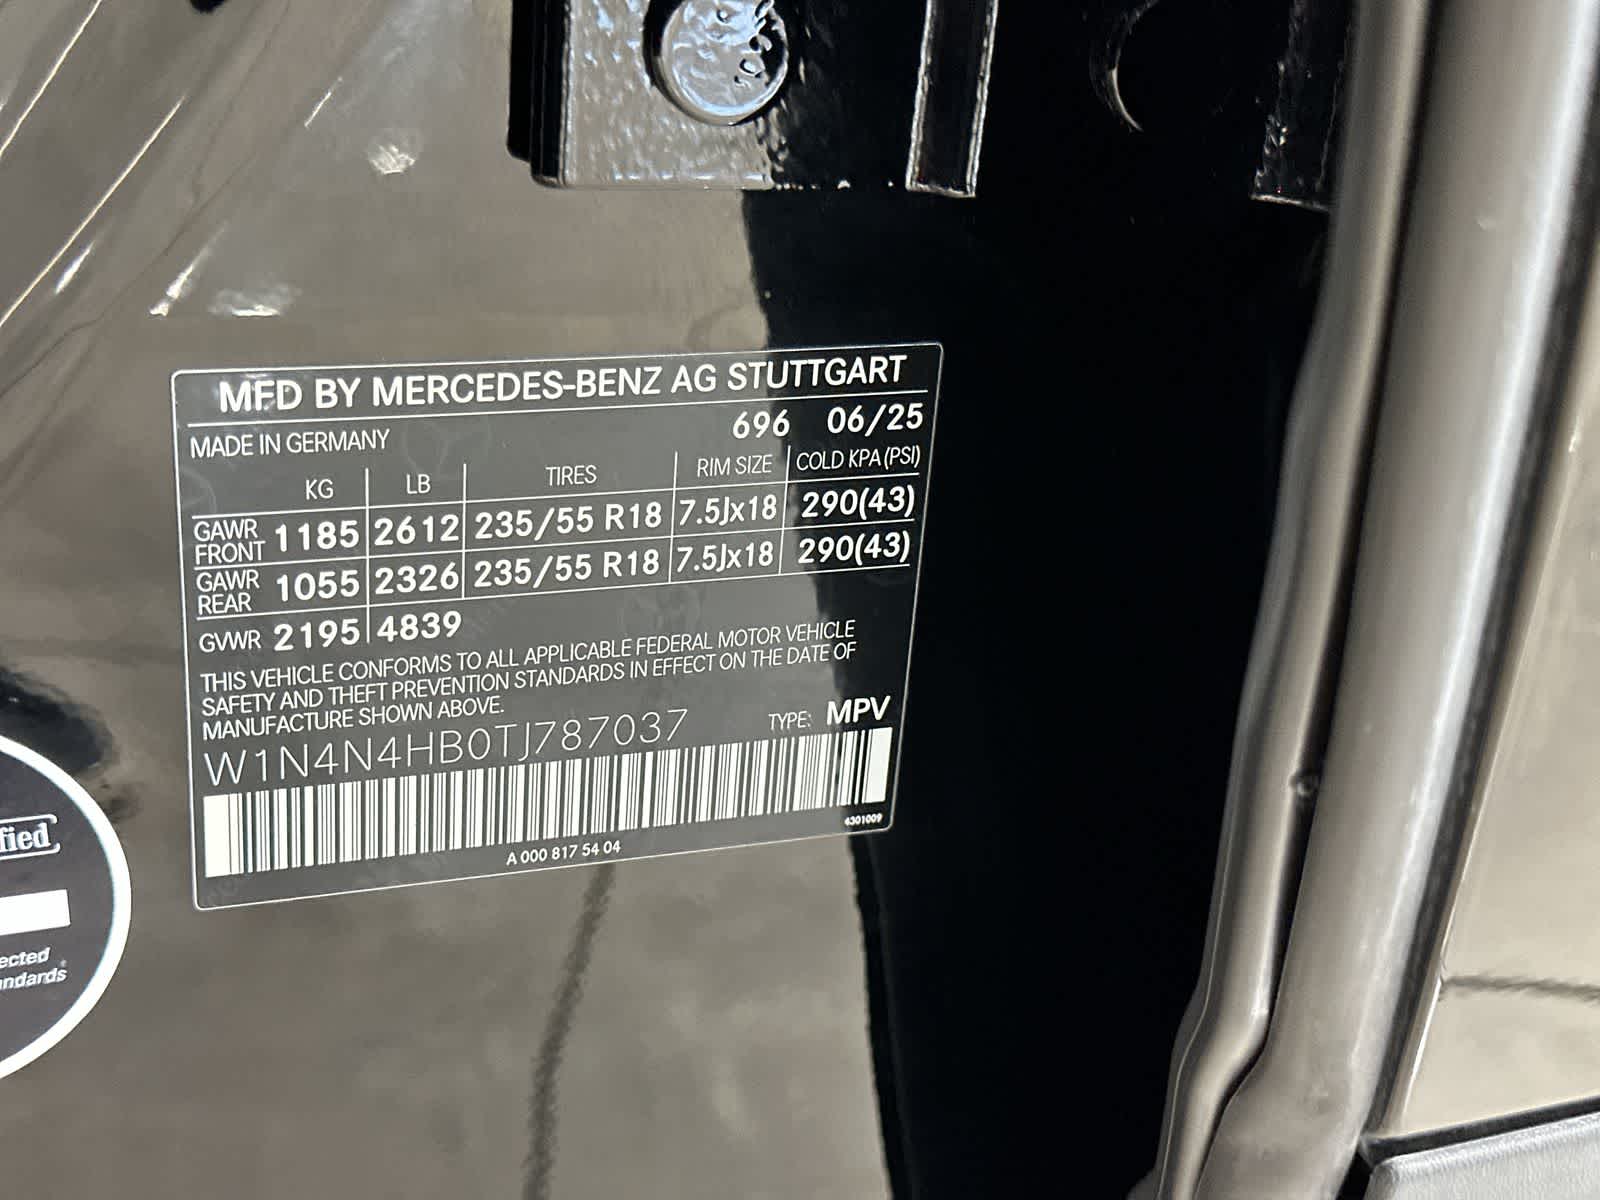 MFD BY MERCEDES-BENZ AG STUTTGART
MADE IN GERMANY 696 06/25
KG LB TIRES RIM SIZE COLD KPA (PSI)
GAWR FRONT 1185 2612 235/55 R18 7.5Jx18 290(43)
GAWR REAR 1055 2326 235/55 R18 7.5Jx18 290(43)
GVWR 2195 4839
THIS VEHICLE CONFORMS TO ALL APPLICABLE FEDERAL MOTOR VEHICLE
SAFETY AND THEFT PREVENTION STANDARDS IN EFFECT ON THE DATE OF
MANUFACTURE SHOWN ABOVE.
TYPE: MPV
W1N4N4HB0TJ787037
4301009
A 000 817 54 04
fied
ected
ndards